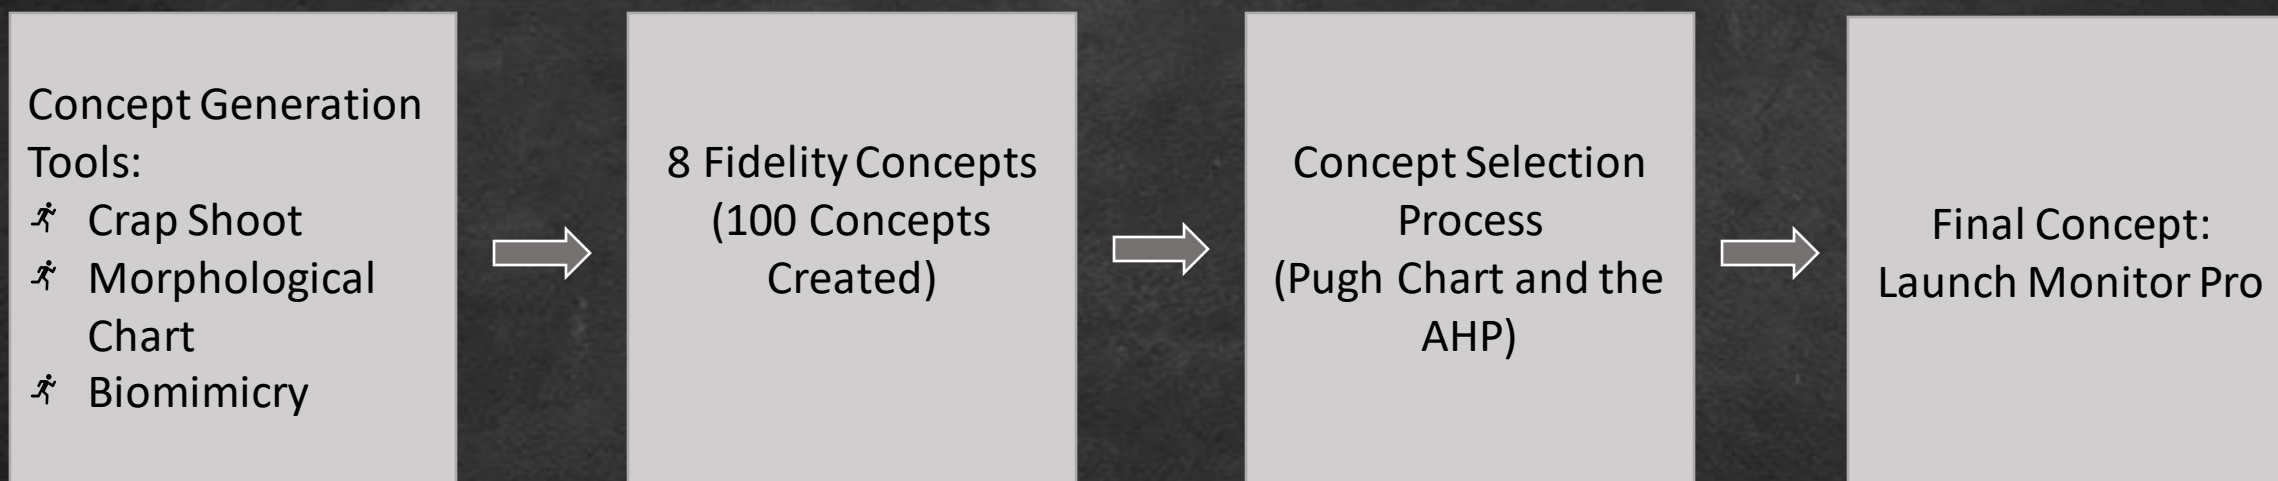 Concept Generation
Tools:
Crap Shoot
Morphological
Chart
Biomimicry
8 Fidelity Concepts
(100 Concepts
Created)
Concept Selection
Process
(Pugh Chart and the
AHP)
Final Concept:
Launch Monitor Pro